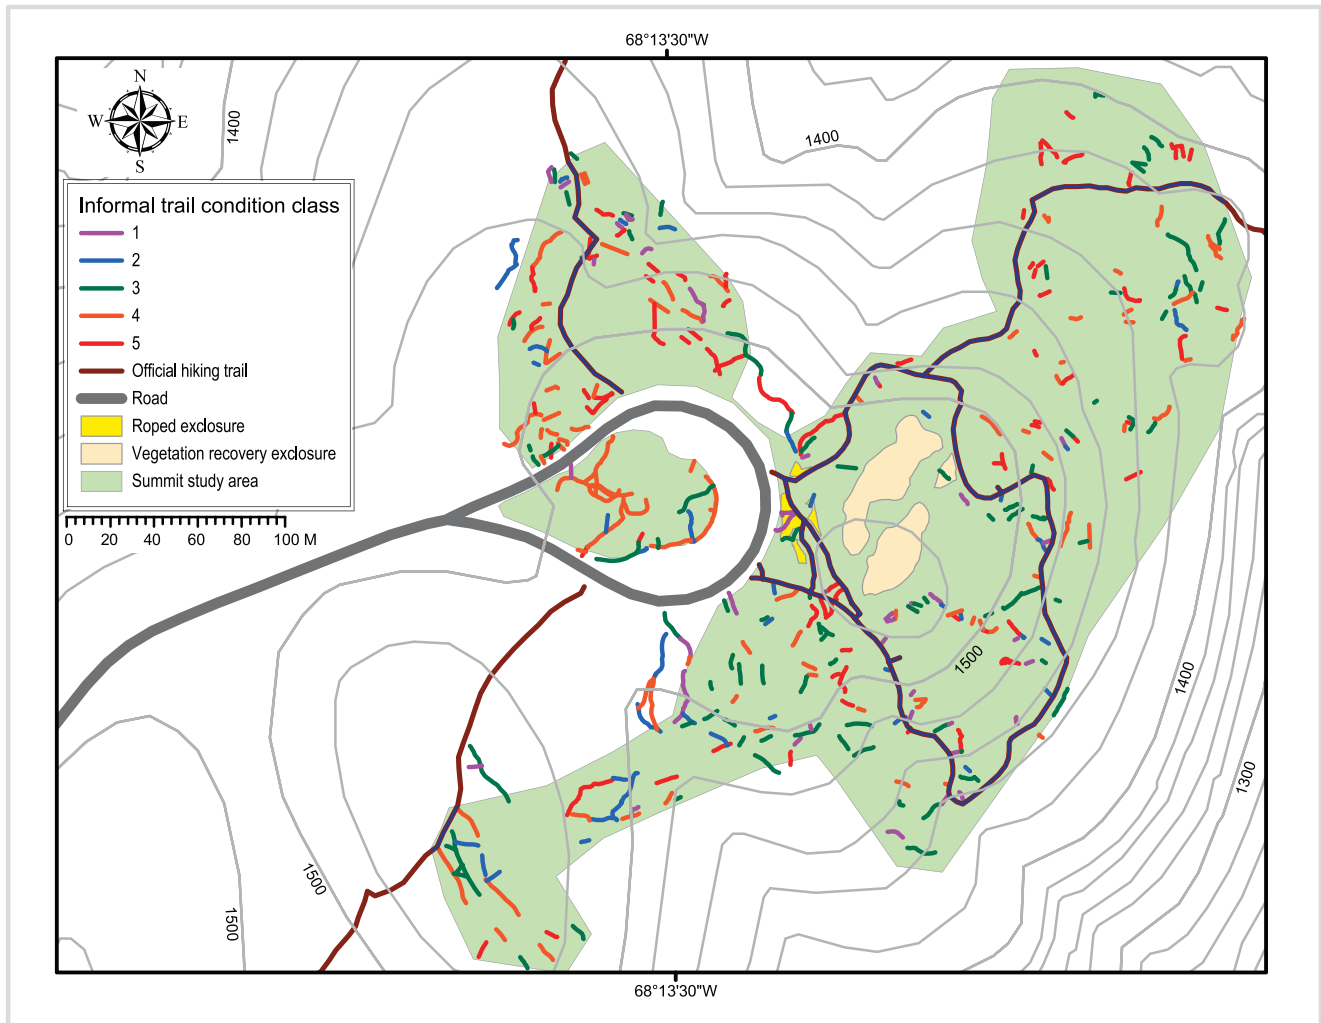 68°13'30"W
N
W E
S
1400
1400
Informal trail condition class
1
2
3
4
5
Official hiking trail
Road
Roped exclosure
Vegetation recovery exclosure
Summit study area
0 20 40 60 80 100 M
1500
1400
1300
1500
1500
68°13'30"W